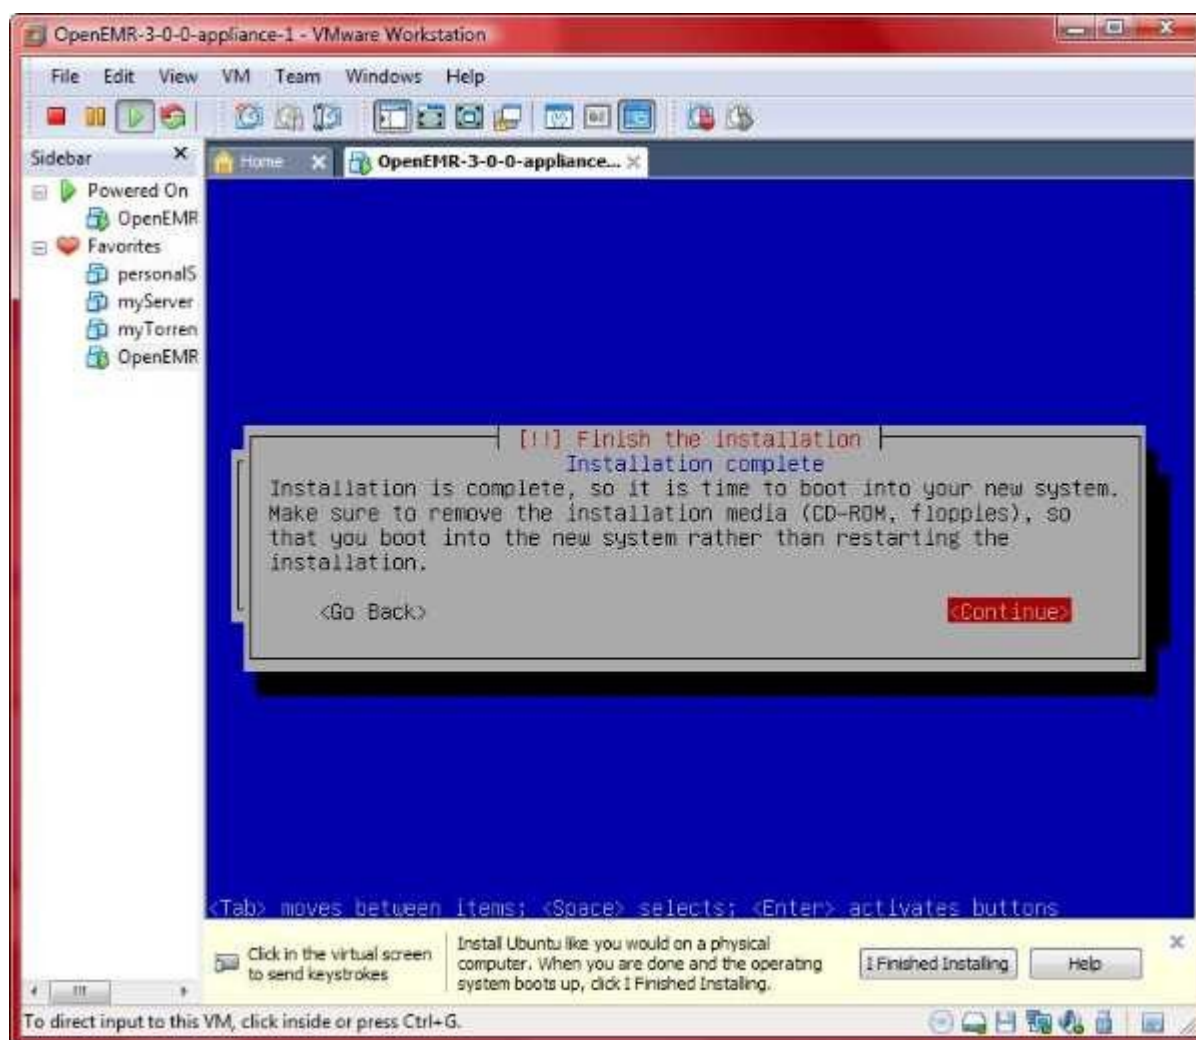 OpenEMR-3-0-0-appliance-1 - VMware Workstation
File Edit View VM Team Windows Help
Sidebar
Home
OpenEMR-3-0-0-appliance...
Powered On
OpenEMR
Favorites
personalS
myServer
myTorren
OpenEMR
[!!] Finish the installation
Installation complete
Installation is complete, so it is time to boot into your new system.
Make sure to remove the installation media (CD-ROM, floppies), so
that you boot into the new system rather than restarting the
installation.
<Go Back> <Continue>
<Tab> moves between items; <Space> selects; <Enter> activates buttons
Click in the virtual screen
to send keystrokes
Install Ubuntu like you would on a physical
computer. When you are done and the operating
system boots up, click I Finished Installing.
I Finished Installing
Help
To direct input to this VM, click inside or press Ctrl+G.